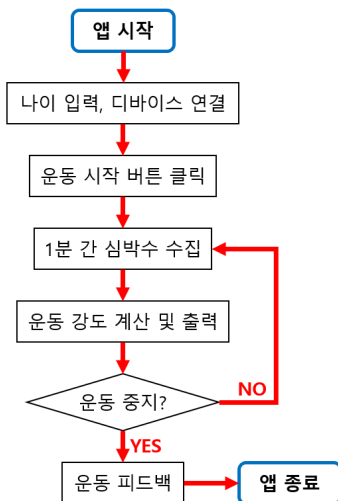 앱 시작
나이 입력, 디바이스 연결
운동 시작 버튼 클릭
1분 간 심박수 수집
운동 강도 계산 및 출력
운동 중지?
NO
YES
운동 피드백
앱 종료